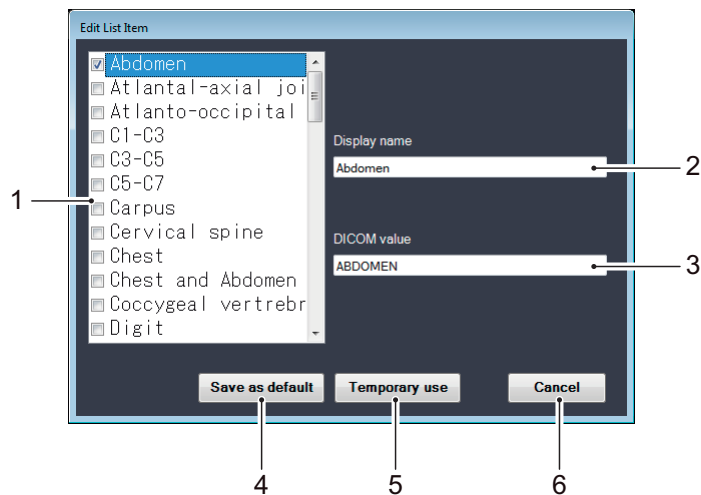 Edit List Item
Abdomen
Atlantal-axial joi
Atlanto-occipital
C1-C3
C3-C5
C5-C7
Carpus
Cervical spine
Chest
Chest and Abdomen
Coccygeal vertrebr
Digit
Display name
Abdomen
DICOM value
ABDOMEN
Save as default
Temporary use
Cancel
1
2
3
4
5
6